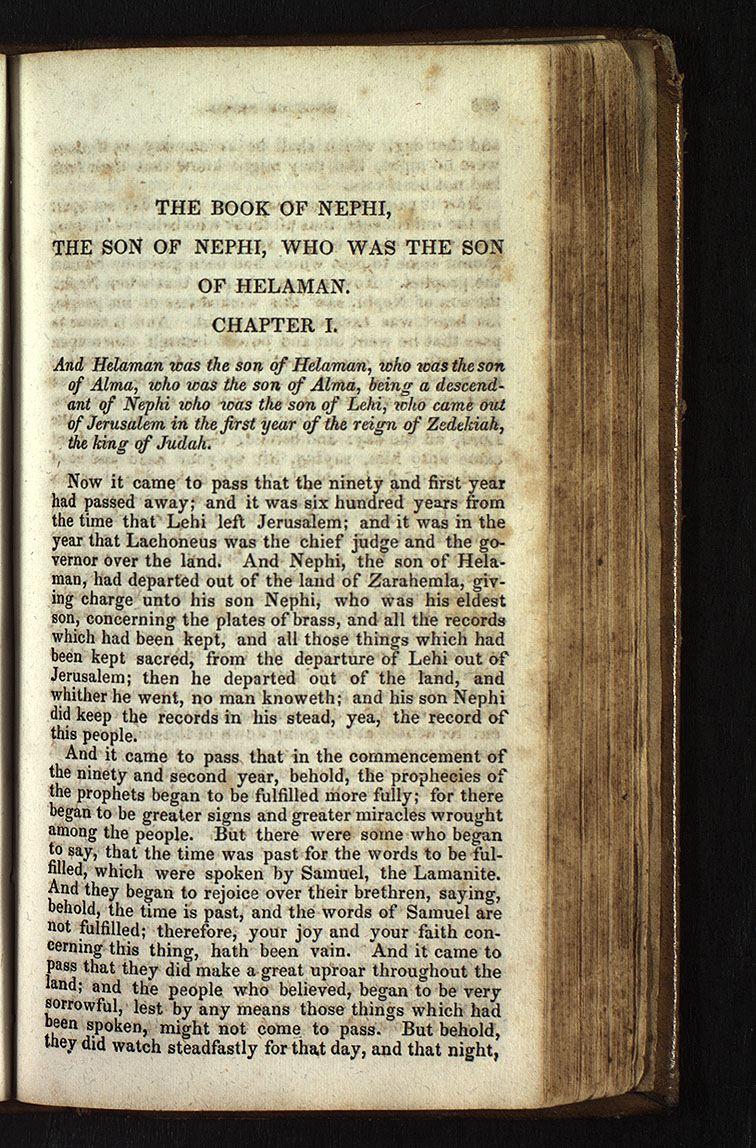 THE BOOK OF NEPHI,
THE SON OF NEPHI, WHO WAS THE SON
OF HELAMAN.
CHAPTER I.
And Helaman was the son of Helaman, who was the son
of Alma, who was the son of Alma, being a descend-
ant of Nephi who was the son of Lehi, who came out
of Jerusalem in the first year of the reign of Zedekiah,
the king of Judah.
Now it came to pass that the ninety and first year
had passed away; and it was six hundred years from
the time that Lehi left Jerusalem; and it was in the
year that Lachoneus was the chief judge and the go-
vernor over the land. And Nephi, the son of Hela-
man, had departed out of the land of Zarahemla, giv-
ing charge unto his son Nephi, who was his eldest
son, concerning the plates of brass, and all the records
which had been kept, and all those things which had
been kept sacred, from the departure of Lehi out of
Jerusalem; then he departed out of the land, and
whither he went, no man knoweth; and his son Nephi
did keep the records in his stead, yea, the record of
this people.
And it came to pass that in the commencement of
the ninety and second year, behold, the prophecies of
the prophets began to be fulfilled more fully; for there
began to be greater signs and greater miracles wrought
among the people. But there were some who began
to say, that the time was past for the words to be ful-
filled, which were spoken by Samuel, the Lamanite.
And they began to rejoice over their brethren, saying,
behold, the time is past, and the words of Samuel are
not fulfilled; therefore, your joy and your faith con-
cerning this thing, hath been vain. And it came to
pass that they did make a great uproar throughout the
land; and the people who believed, began to be very
sorrowful, lest by any means those things which had
been spoken, might not come to pass. But behold,
they did watch steadfastly for that day, and that night,